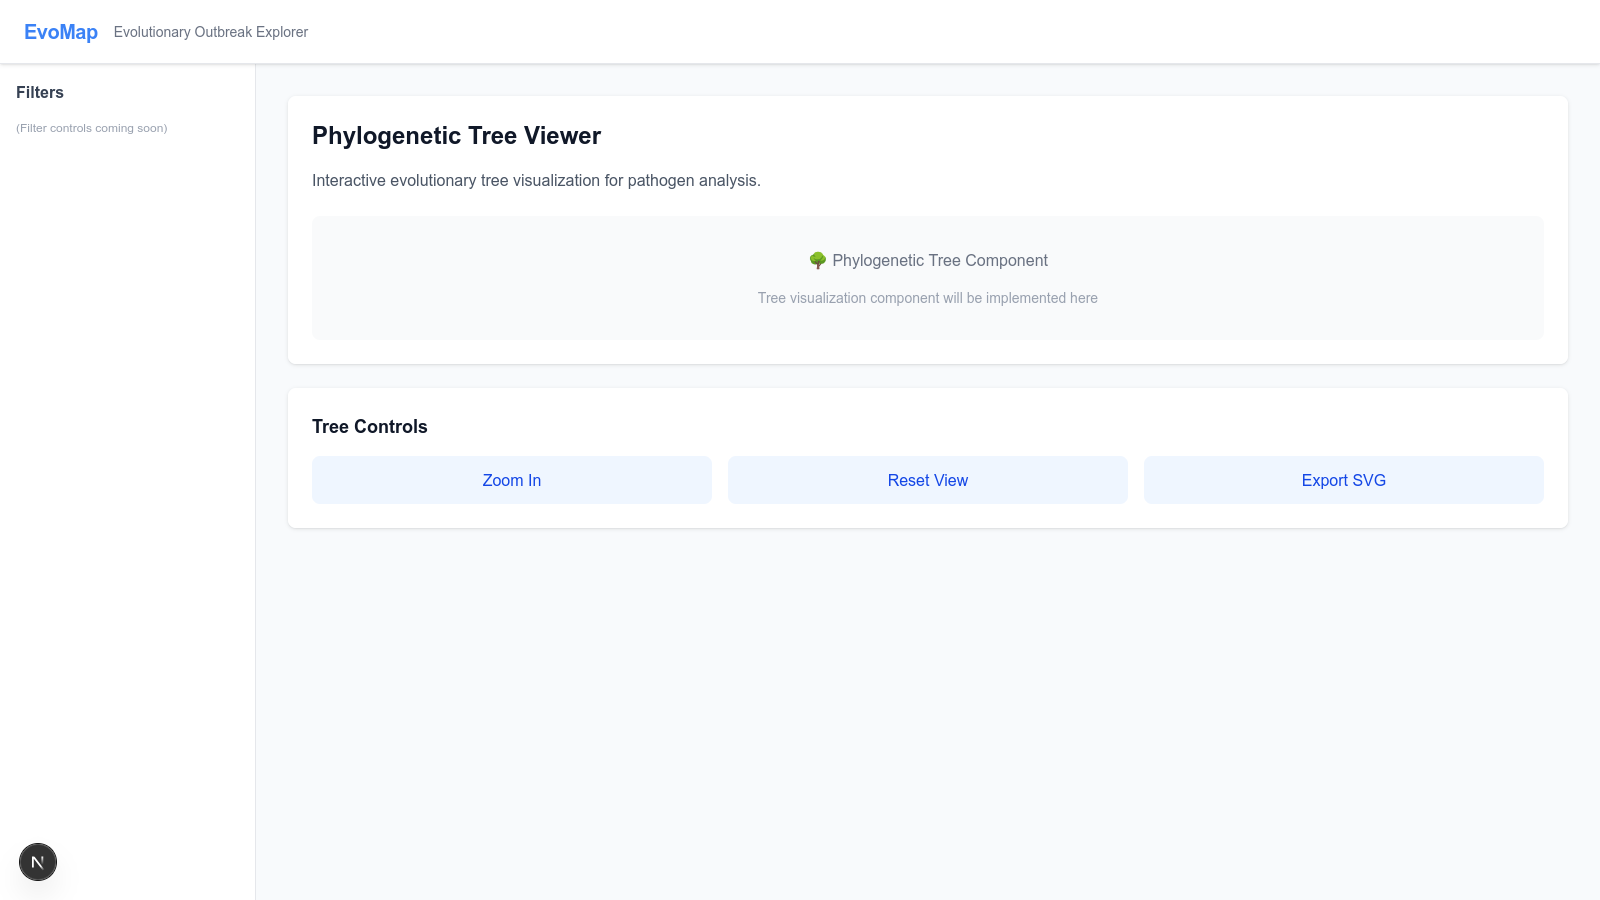 EvoMap
Evolutionary Outbreak Explorer
Filters
(Filter controls coming soon)
Phylogenetic Tree Viewer
Interactive evolutionary tree visualization for pathogen analysis.
🌳 Phylogenetic Tree Component
Tree visualization component will be implemented here
Tree Controls
Zoom In
Reset View
Export SVG
N